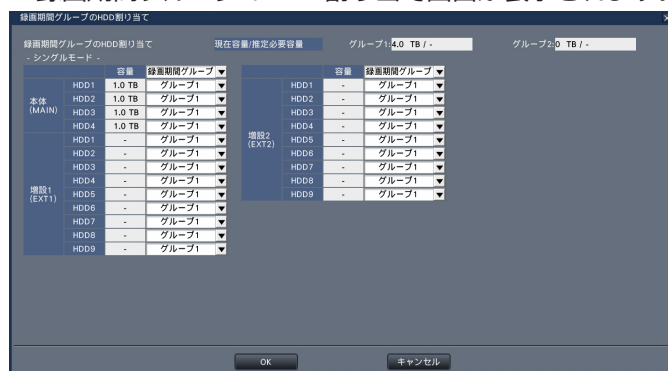 録画期間グループのHDD割り当て
録画期間グループのHDD割り当て 現在容量/推定必要容量 グループ1:4.0 TB / - グループ2:0 TB / -
- シングルモード -
容量 録画期間グループ▼ 容量 録画期間グループ▼
本体(MAIN) HDD1 1.0 TB グループ1 ▼
HDD2 1.0 TB グループ1 ▼
HDD3 1.0 TB グループ1 ▼
HDD4 1.0 TB グループ1 ▼
増設1(EXT1) HDD1 - グループ1 ▼
HDD2 - グループ1 ▼
HDD3 - グループ1 ▼
HDD4 - グループ1 ▼
HDD5 - グループ1 ▼
HDD6 - グループ1 ▼
HDD7 - グループ1 ▼
HDD8 - グループ1 ▼
HDD9 - グループ1 ▼
増設2(EXT2) HDD1 - グループ1 ▼
HDD2 - グループ1 ▼
HDD3 - グループ1 ▼
HDD4 - グループ1 ▼
HDD5 - グループ1 ▼
HDD6 - グループ1 ▼
HDD7 - グループ1 ▼
HDD8 - グループ1 ▼
HDD9 - グループ1 ▼
OK キャンセル